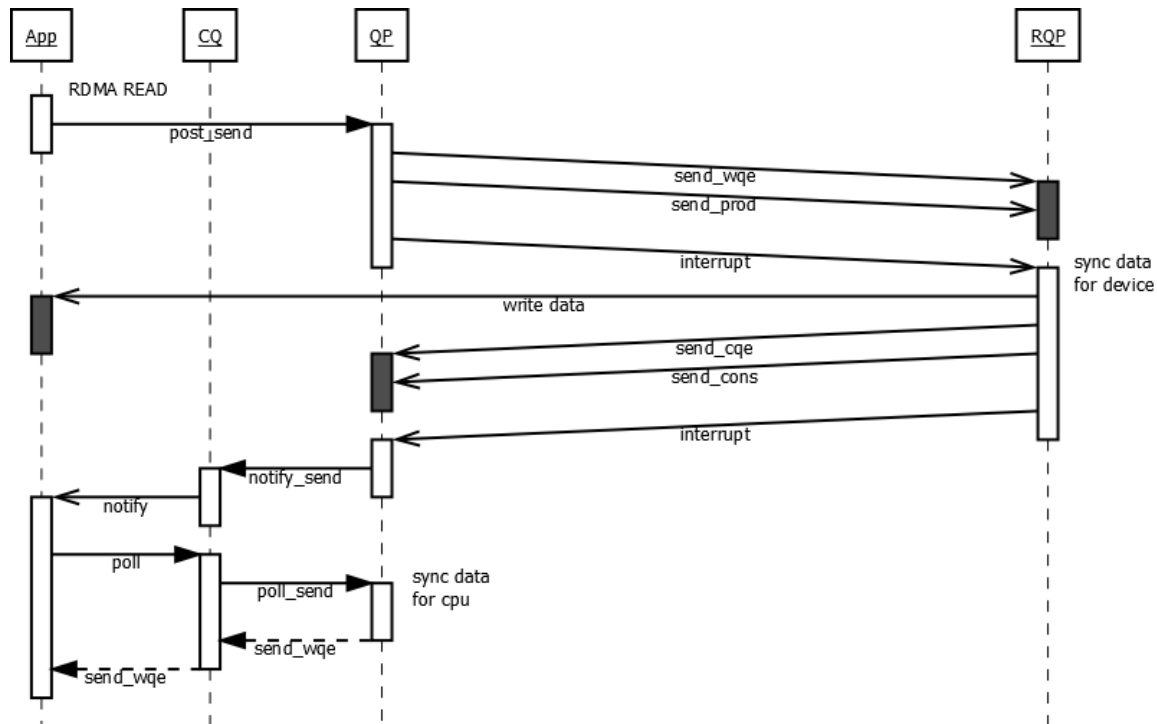 App
CQ
QP
RQP
RDMA READ
post_send
send_wqe
send_prod
interrupt
sync data
for device
write data
send_cqe
send_cons
interrupt
notify_send
notify
poll
poll_send
sync data
for cpu
send_wqe
send_wqe